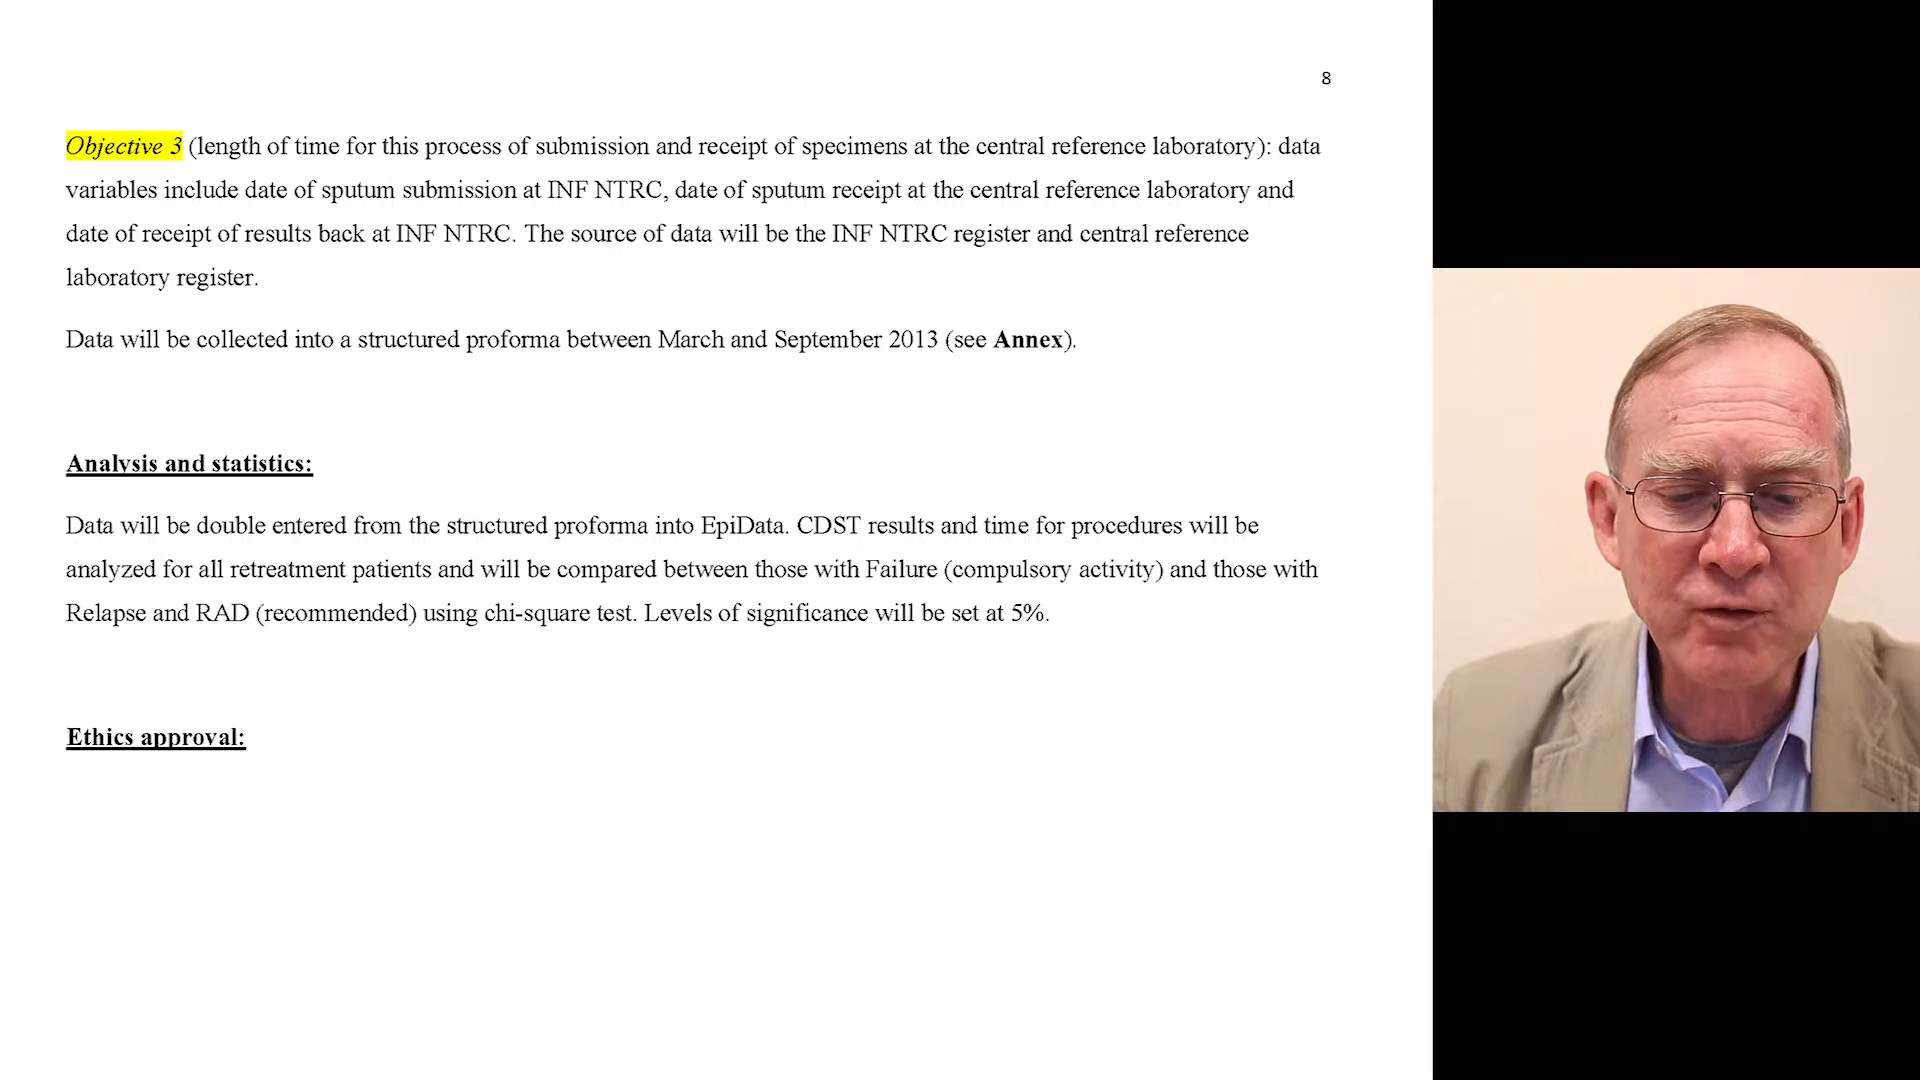 8
Objective 3 (length of time for this process of submission and receipt of specimens at the central reference laboratory): data
variables include date of sputum submission at INF NTRC, date of sputum receipt at the central reference laboratory and
date of receipt of results back at INF NTRC. The source of data will be the INF NTRC register and central reference
laboratory register.
Data will be collected into a structured proforma between March and September 2013 (see Annex).
Analysis and statistics:
Data will be double entered from the structured proforma into EpiData. CDST results and time for procedures will be
analyzed for all retreatment patients and will be compared between those with Failure (compulsory activity) and those with
Relapse and RAD (recommended) using chi-square test. Levels of significance will be set at 5%.
Ethics approval: